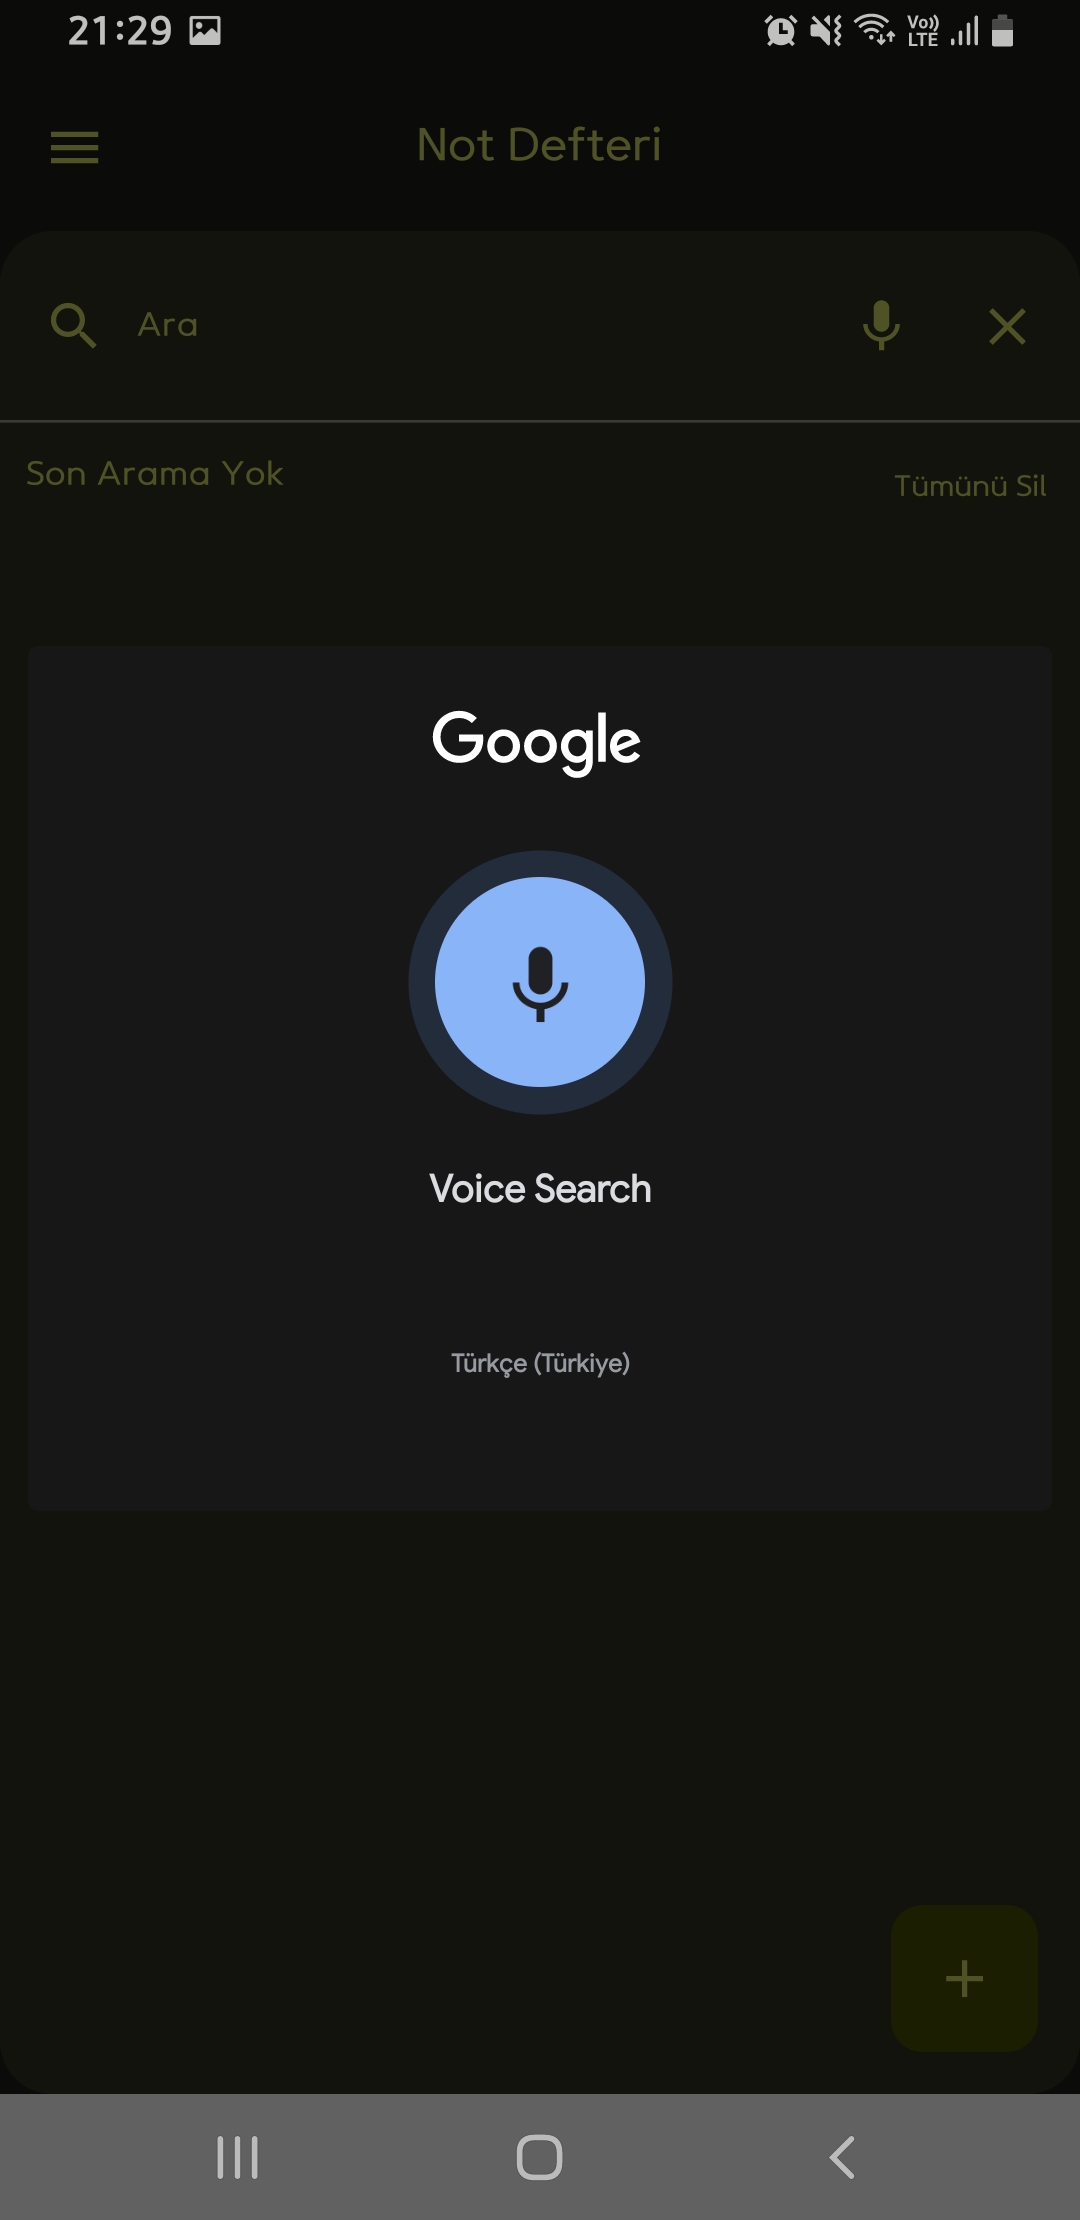 21:29
Vo))
LTE
Not Defteri
Ara
Son Arama Yok
Tümünü Sil
Google
Voice Search
Türkçe (Türkiye)